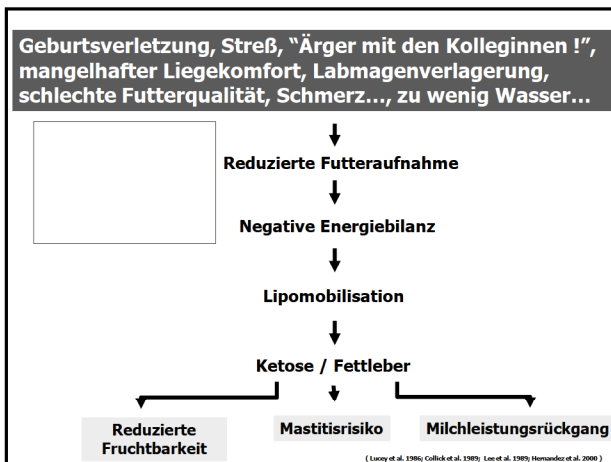 Geburtsverletzung, Streß, “Ärger mit den Kolleginnen !”,
mangelhafter Liegekomfort, Labmagenverlagerung,
schlechte Futterqualität, Schmerz..., zu wenig Wasser...
Reduzierte Futteraufnahme
Negative Energiebilanz
Lipomobilisation
Ketose / Fettleber
Reduzierte
Fruchtbarkeit
Mastitisrisiko
Milchleistungsrückgang
( Lucey et al. 1986; Collick et al. 1989; Lee et al. 1989; Hernandez et al. 2000 )